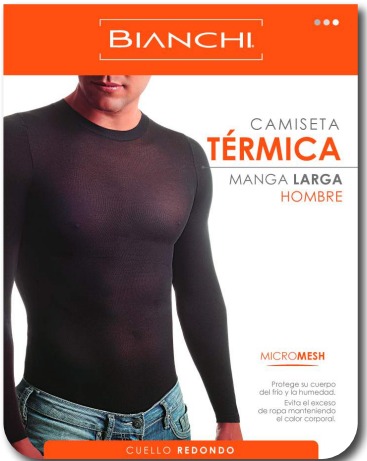 BIANCHI
CAMISETA
TÉRMICA
MANGA LARGA
HOMBRE
MICROMESH
Protege su cuerpo
del frío y la humedad.
Evita el exceso
de ropa manteniendo
el calor corporal.
CUELLO REDONDO